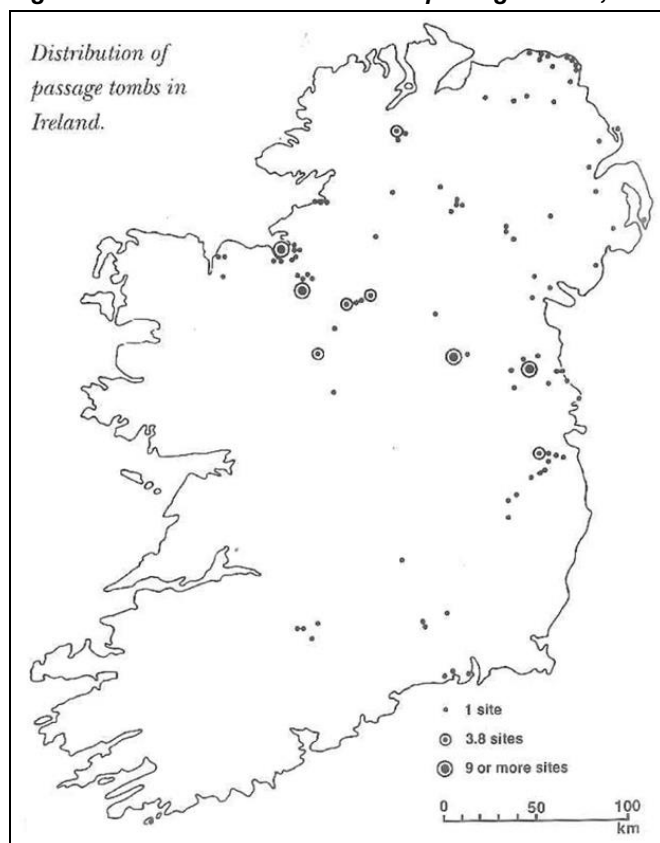 Distribution of
passage tombs in
Ireland.
1 site
3.8 sites
9 or more sites
0 50 100
km